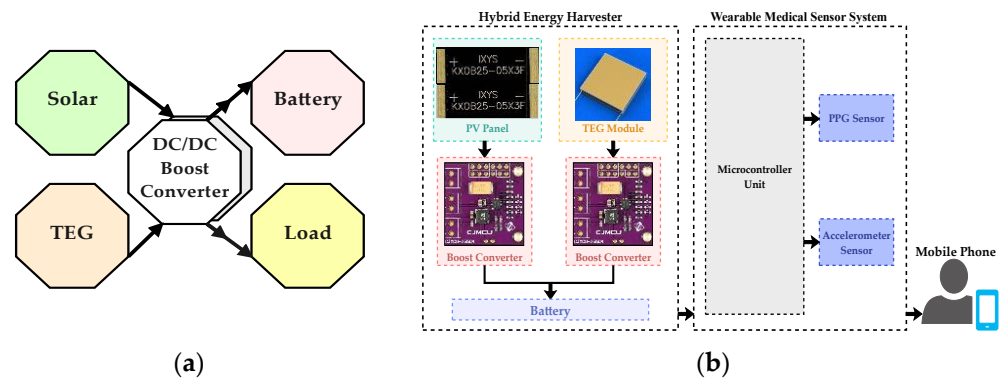 Solar
Battery
DC/DC
Boost
Converter
TEG
Load
(a)
Hybrid Energy Harvester
Wearable Medical Sensor System
IXYS
KXOB25-05X3F
IXYS
KXOB25-05X3F
PV Panel
TEG Module
CJMCU
CJMCU
Boost Converter
Boost Converter
Battery
Microcontroller
Unit
PPG Sensor
Accelerometer
Sensor
Mobile Phone
(b)